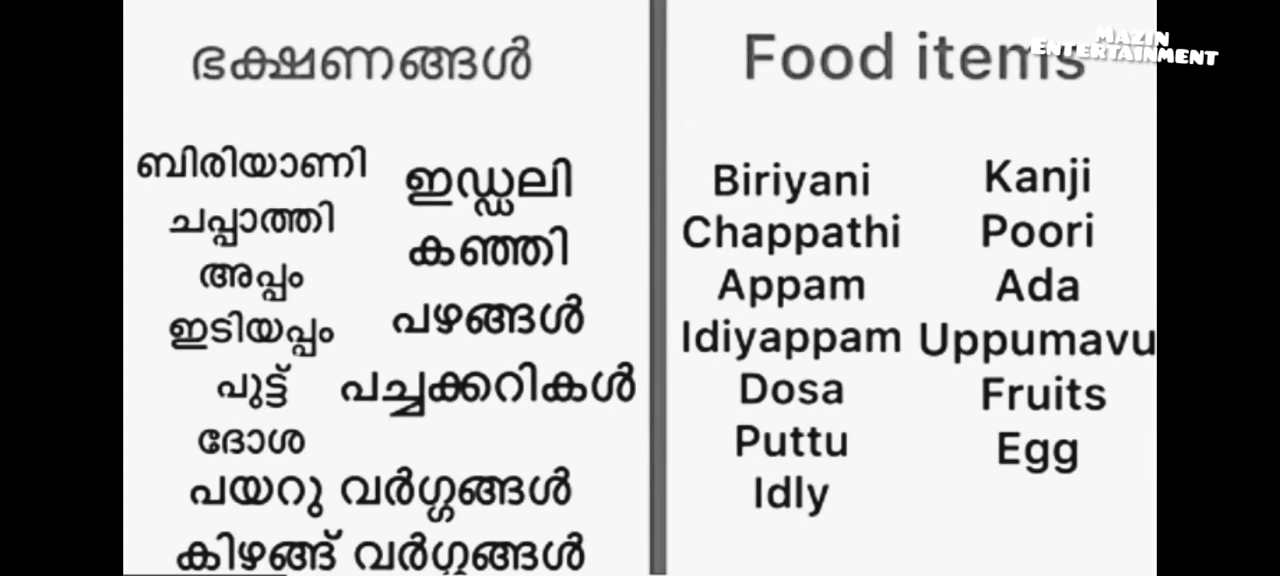 ഭക്ഷണങ്ങൾ
ബിരിയാണി
ചപ്പാത്തി
അപ്പം
ഇടിയപ്പം
പുട്ട്
ദോശ
ഇഡ്ഡലി
കഞ്ഞി
പഴങ്ങൾ
പച്ചക്കറികൾ
പയറു വർഗ്ഗങ്ങൾ
കിഴങ്ങ് വർഗ്ഗങ്ങൾ
Food items
MAZIN
ENTERTAINMENT
Biriyani
Chappathi
Appam
Idiyappam
Dosa
Puttu
Idly
Kanji
Poori
Ada
Uppumavu
Fruits
Egg